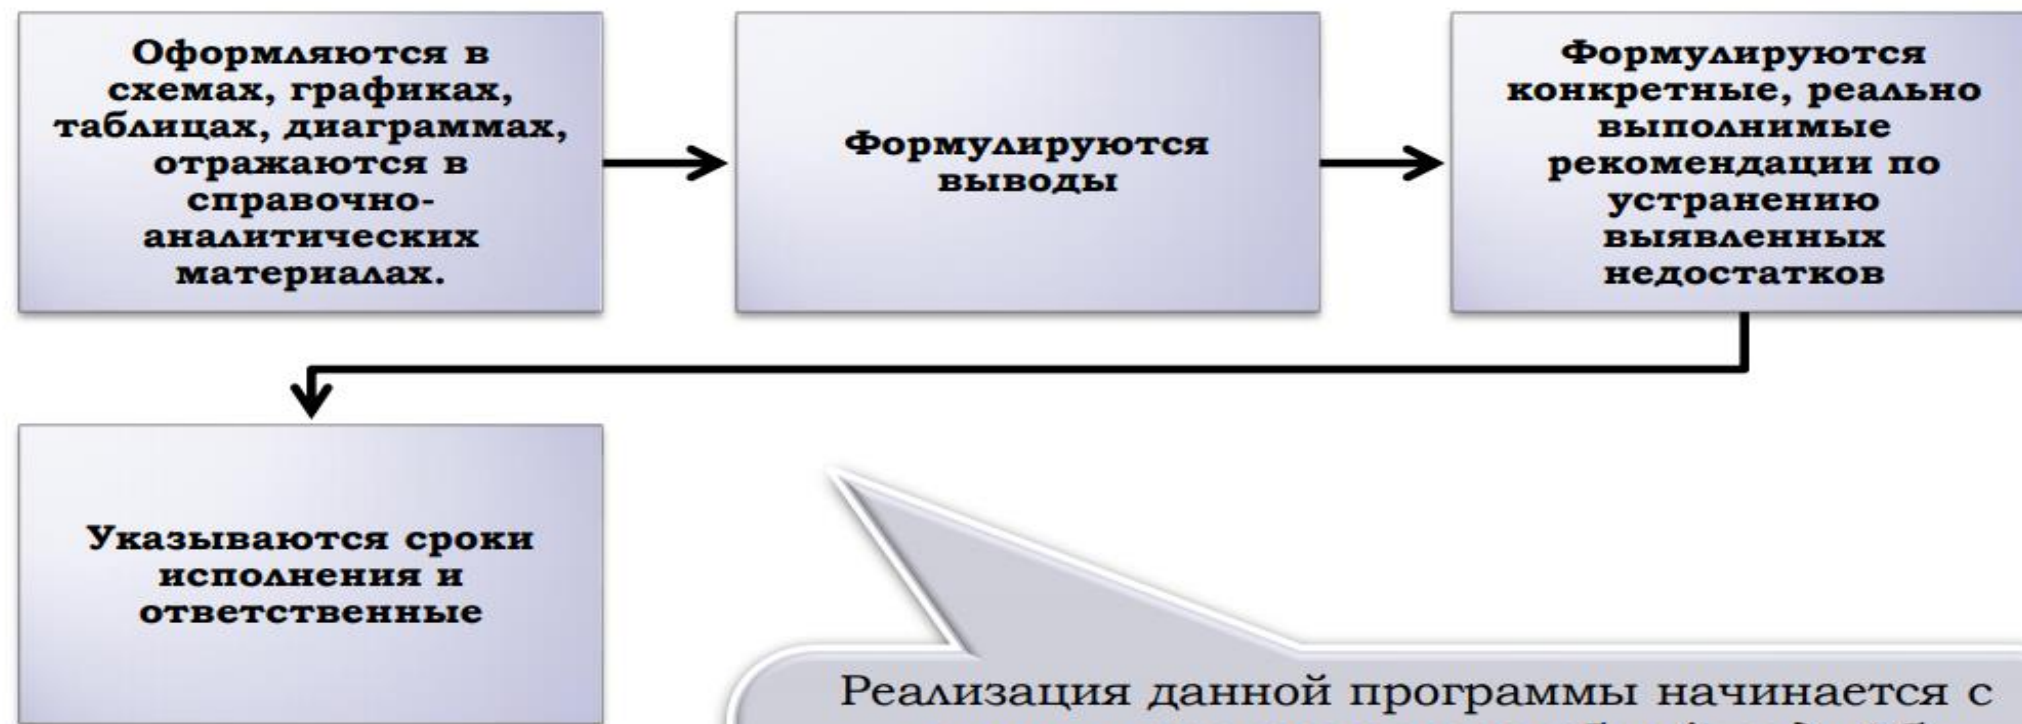 Оформляются в
схемах, графиках,
таблицах, диаграммах,
отражаются в
справочно-
аналитических
материалах.
Формулируются
выводы
Формулируются
конкретные, реально
выполнимые
рекомендации по
устранению
выявленных
недостатков
Указываются сроки
исполнения и
ответственные
Реализация данной программы начинается с